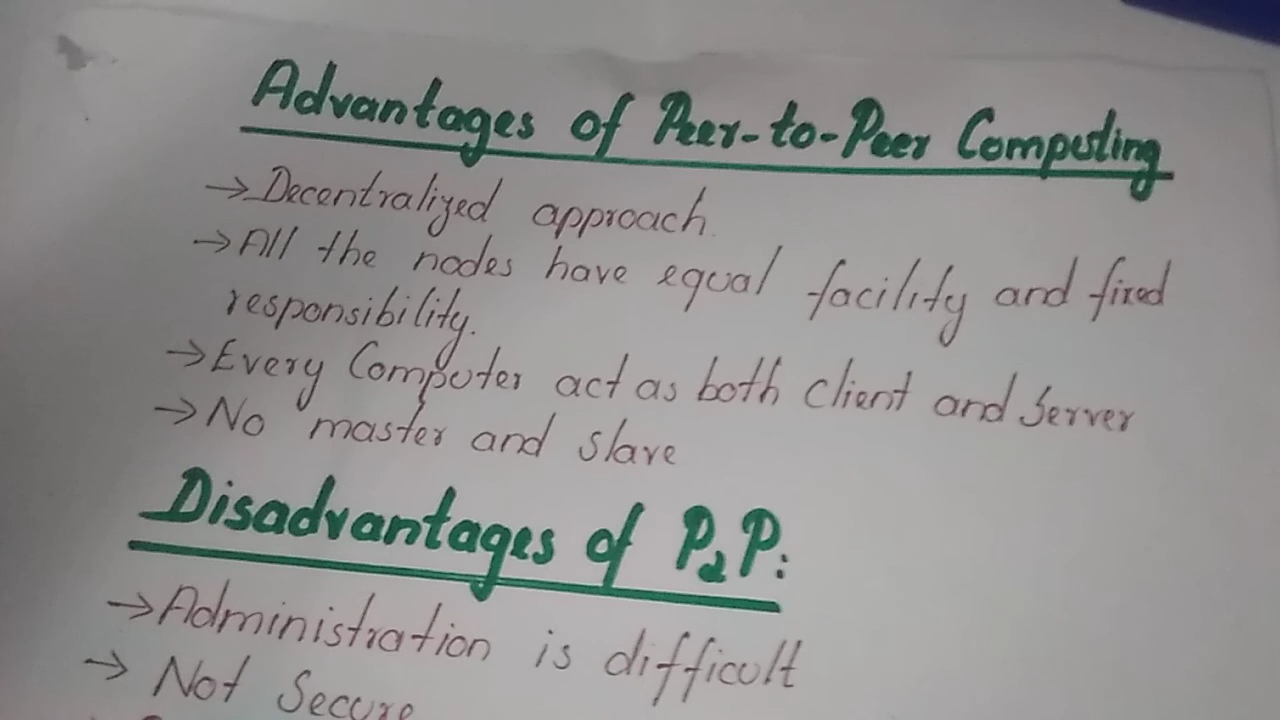 Advantages of Peer-to-Peer Computing
→ Decentralized approach.
→ All the nodes have equal facility and fixed
responsibility.
→ Every Computer act as both Client and Server
→ No master and slave
Disadvantages of P2P:
→ Administration is difficult
→ Not Secure